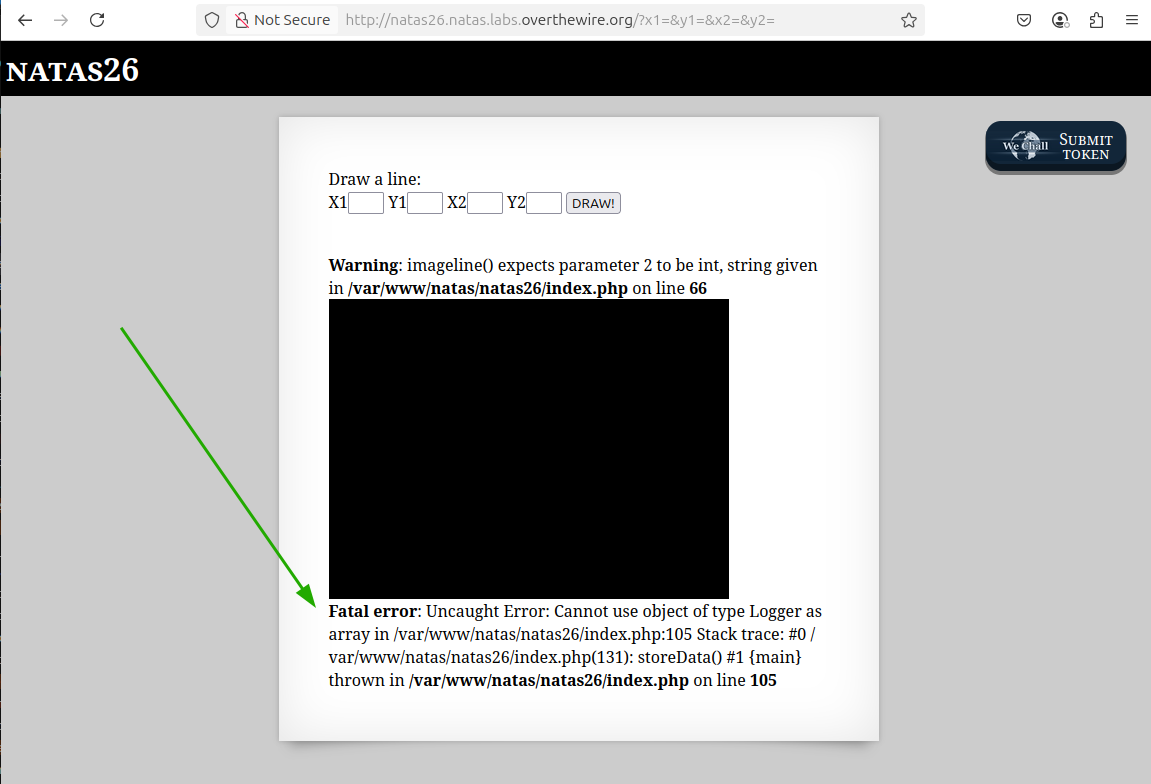 Not Secure http://natas26.natas.labs.overthewire.org/?x1=&y1=&x2=&y2=
NATAS26
We Chall
SUBMIT
TOKEN
Draw a line:
X1 Y1 X2 Y2 DRAW!
Warning: imageline() expects parameter 2 to be int, string given
in /var/www/natas/natas26/index.php on line 66
Fatal error: Uncaught Error: Cannot use object of type Logger as
array in /var/www/natas/natas26/index.php:105 Stack trace: #0 /
var/www/natas/natas26/index.php(131): storeData() #1 {main}
thrown in /var/www/natas/natas26/index.php on line 105